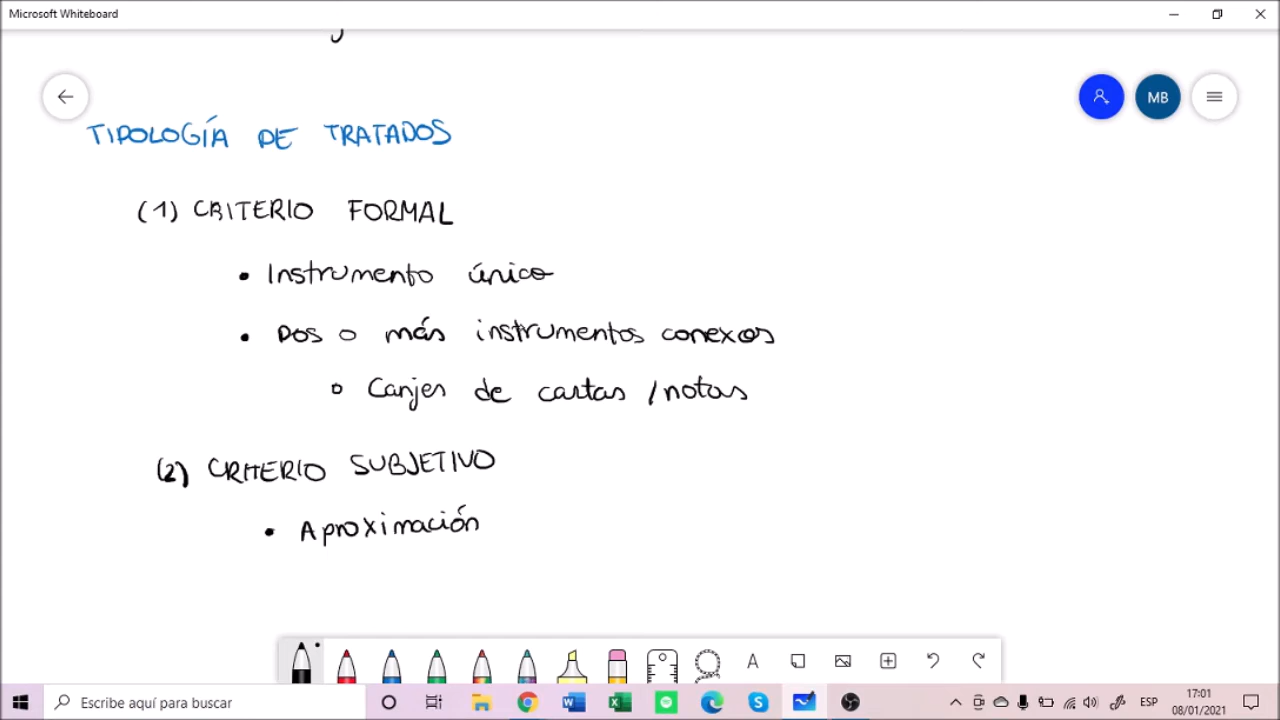 Microsoft Whiteboard
MB
TIPOLOGÍA DE TRATADOS
(1) CRITERIO FORMAL
• Instrumento único
• Dos o más instrumentos conexos
o Canjes de cartas / notas
(2) CRITERIO SUBJETIVO
• Aproximación
A
Escribe aquí para buscar
ESP
17:01
08/01/2021